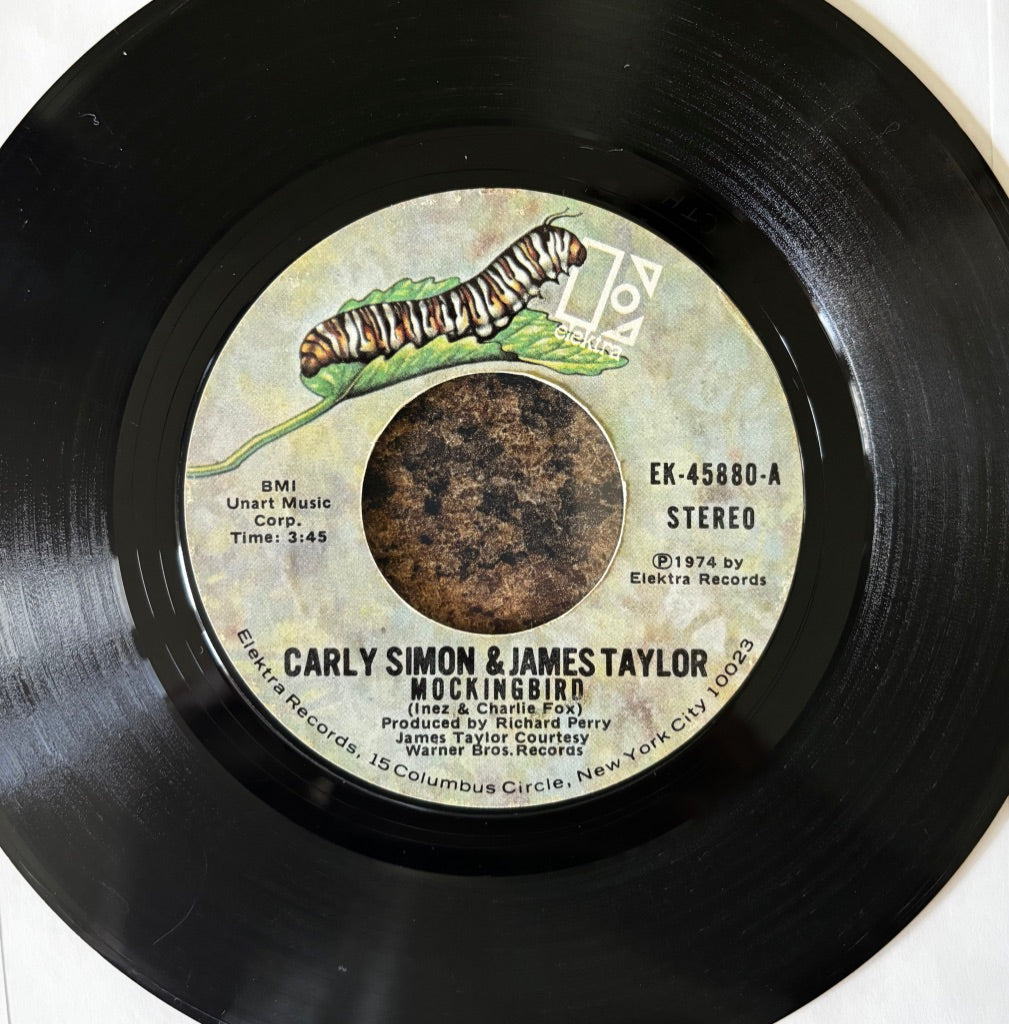 elektra
EK-45880-A
STEREO
Ⓟ1974 by
Elektra Records
BMI
Unart Music
Corp.
Time: 3:45
CARLY SIMON & JAMES TAYLOR
MOCKINGBIRD
(Inez & Charlie Fox)
Produced by Richard Perry
James Taylor Courtesy
Warner Bros. Records
Elektra Records, 15 Columbus Circle, New York City 10023